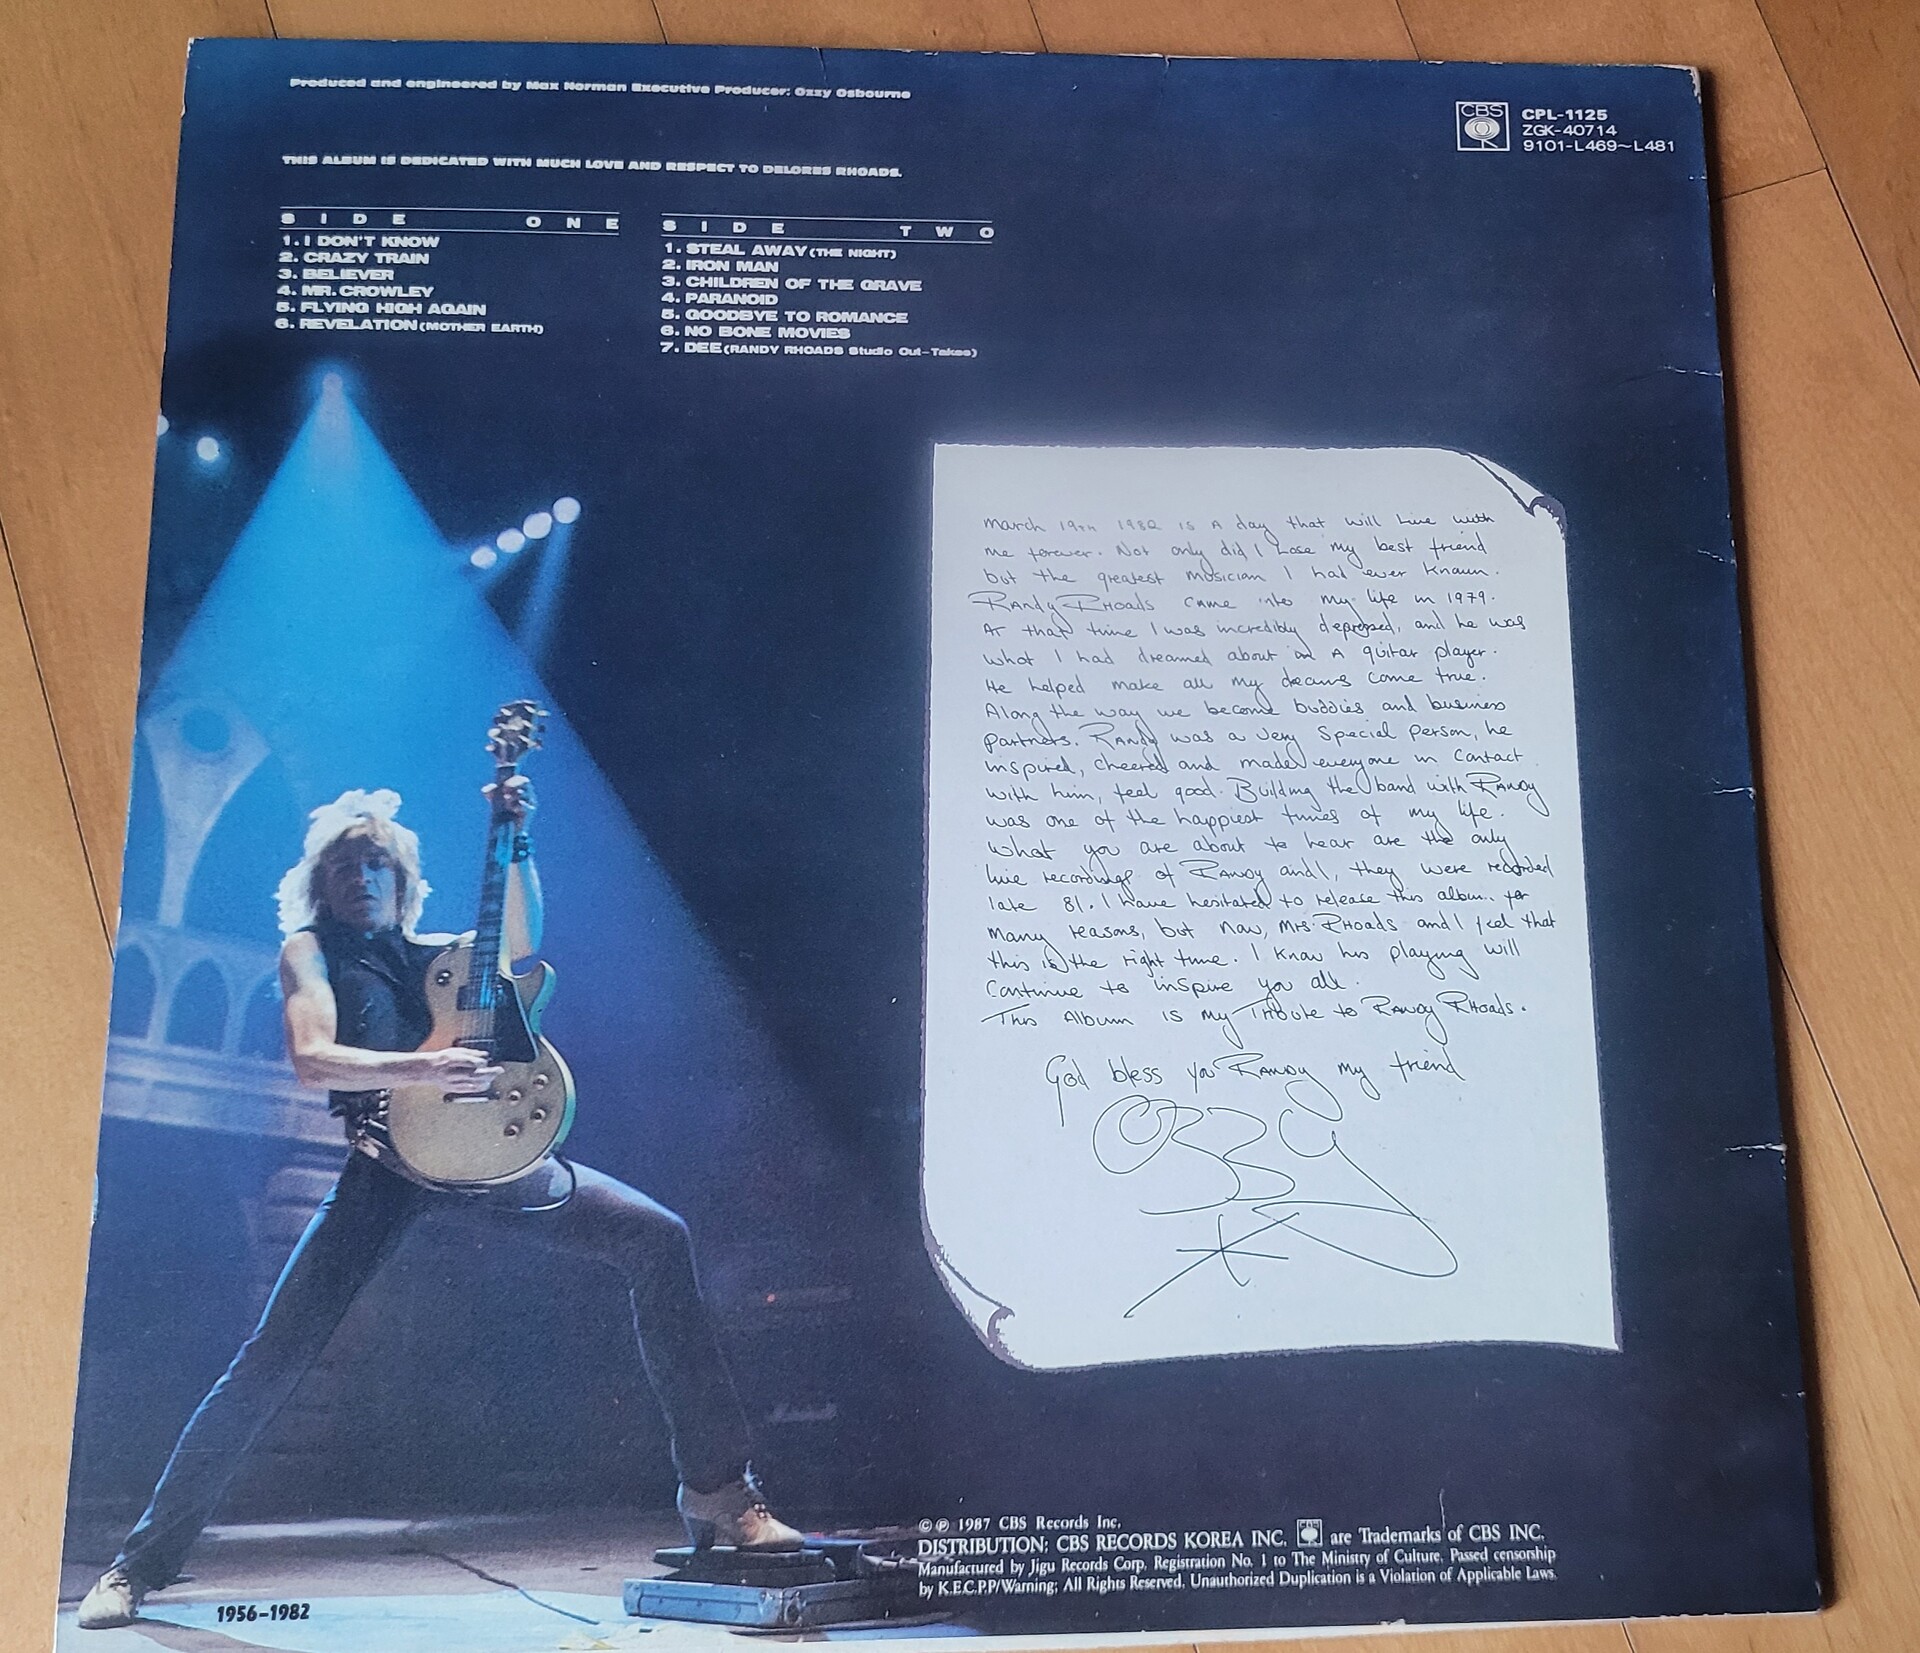 Produced and engineered by Max Norman Executive Producer: Ozzy Osbourne
CBS
CPL-1125
ZGK-40714
9101-L469~L481
THIS ALBUM IS DEDICATED WITH MUCH LOVE AND RESPECT TO DELORES RHOADS.
SIDE ONE
1. I DON'T KNOW
2. CRAZY TRAIN
3. BELIEVER
4. MR. CROWLEY
5. FLYING HIGH AGAIN
6. REVELATION (MOTHER EARTH)
SIDE TWO
1. STEAL AWAY (THE NIGHT)
2. IRON MAN
3. CHILDREN OF THE GRAVE
4. PARANOID
5. GOODBYE TO ROMANCE
6. NO BONE MOVIES
7. DEE (RANDY RHOADS Studio Out-Takes)
March 19th 1982 is A day that will Live with
me forever. Not only did I Lose my best friend
but the greatest musician I had ever known.
Randy Rhoads came into my life in 1979.
At that time I was incredibly depressed, and he was
what I had dreamed about in A guitar player.
He helped make all my dreams come true.
Along the way we become buddies and business
partners. Randy was a very Special Person, he
inspired, cheered and made everyone in Contact
with him, feel good. Building the band with Randy
was one of the happiest times of my life.
What you are about to hear are the only
live recordings of Randy and I, they were recorded
late 81. I have hesitated to release this album for
many reasons, but now, Mrs. Rhoads and I feel that
this is the right time. I know his playing will
Continue to inspire you all.
This Album is my Tribute to Randy Rhoads.
God bless you Randy my friend
Ozzy
1956-1982
© ℗ 1987 CBS Records Inc.
DISTRIBUTION; CBS RECORDS KOREA INC. CBS are Trademarks of CBS INC.
Manufactured by Jigu Records Corp. Registration No. 1 to The Ministry of Culture. Passed censorship
by K.E.C.P.P/Warning; All Rights Reserved. Unauthorized Duplication is a Violation of Applicable Laws.